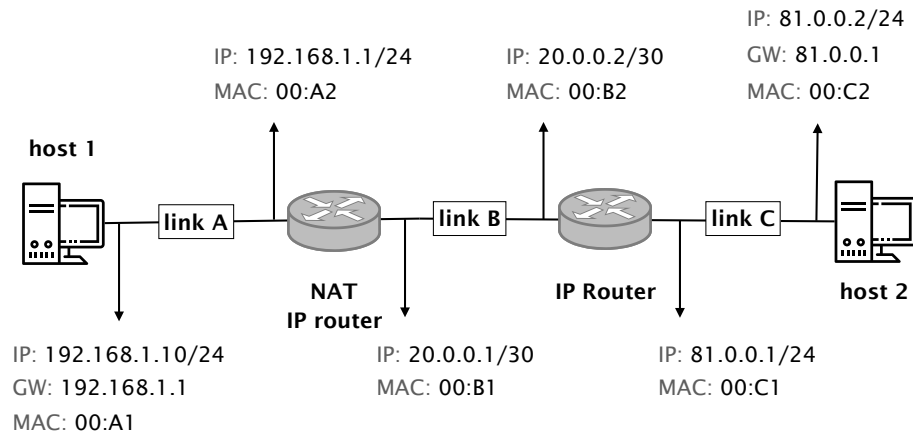 IP: 81.0.0.2/24
GW: 81.0.0.1
MAC: 00:C2
IP: 192.168.1.1/24
MAC: 00:A2
IP: 20.0.0.2/30
MAC: 00:B2
host 1
link A
link B
link C
NAT
IP router
IP Router
host 2
IP: 192.168.1.10/24
GW: 192.168.1.1
MAC: 00:A1
IP: 20.0.0.1/30
MAC: 00:B1
IP: 81.0.0.1/24
MAC: 00:C1